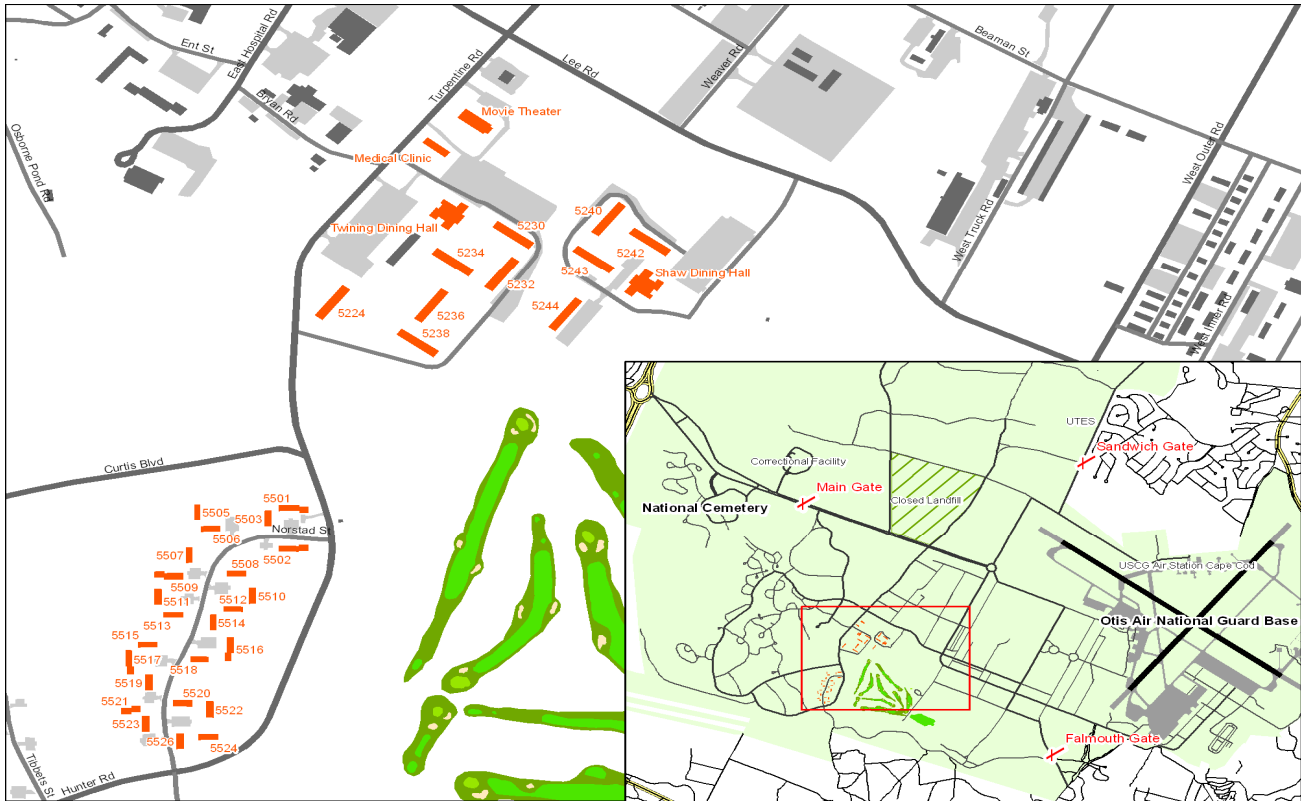 Ent St
East Hospital Rd
Bryan Rd
Osborne Pond Rd
Turpentine Rd
Lee Rd
Weaver Rd
Beaman St
West Outer Rd
West Truck Rd
West Inner Rd
Movie Theater
Medical Clinic
Twining Dining Hall
5230
5240
5234
5242
5243
Shaw Dining Hall
5232
5244
5224
5236
5238
Curtis Blvd
5501
5505
5503
Norstad St
5506
5507
5502
5508
5509
5510
5511
5512
5513
5514
5515
5516
5517
5518
5519
5520
5521
5522
5523
5524
5526
Hunter Rd
Tibbets St
UTES
Sandwich Gate
Correctional Facility
Main Gate
Closed Landfill
National Cemetery
USCG Air Station Cape Cod
Otis Air National Guard Base
Falmouth Gate